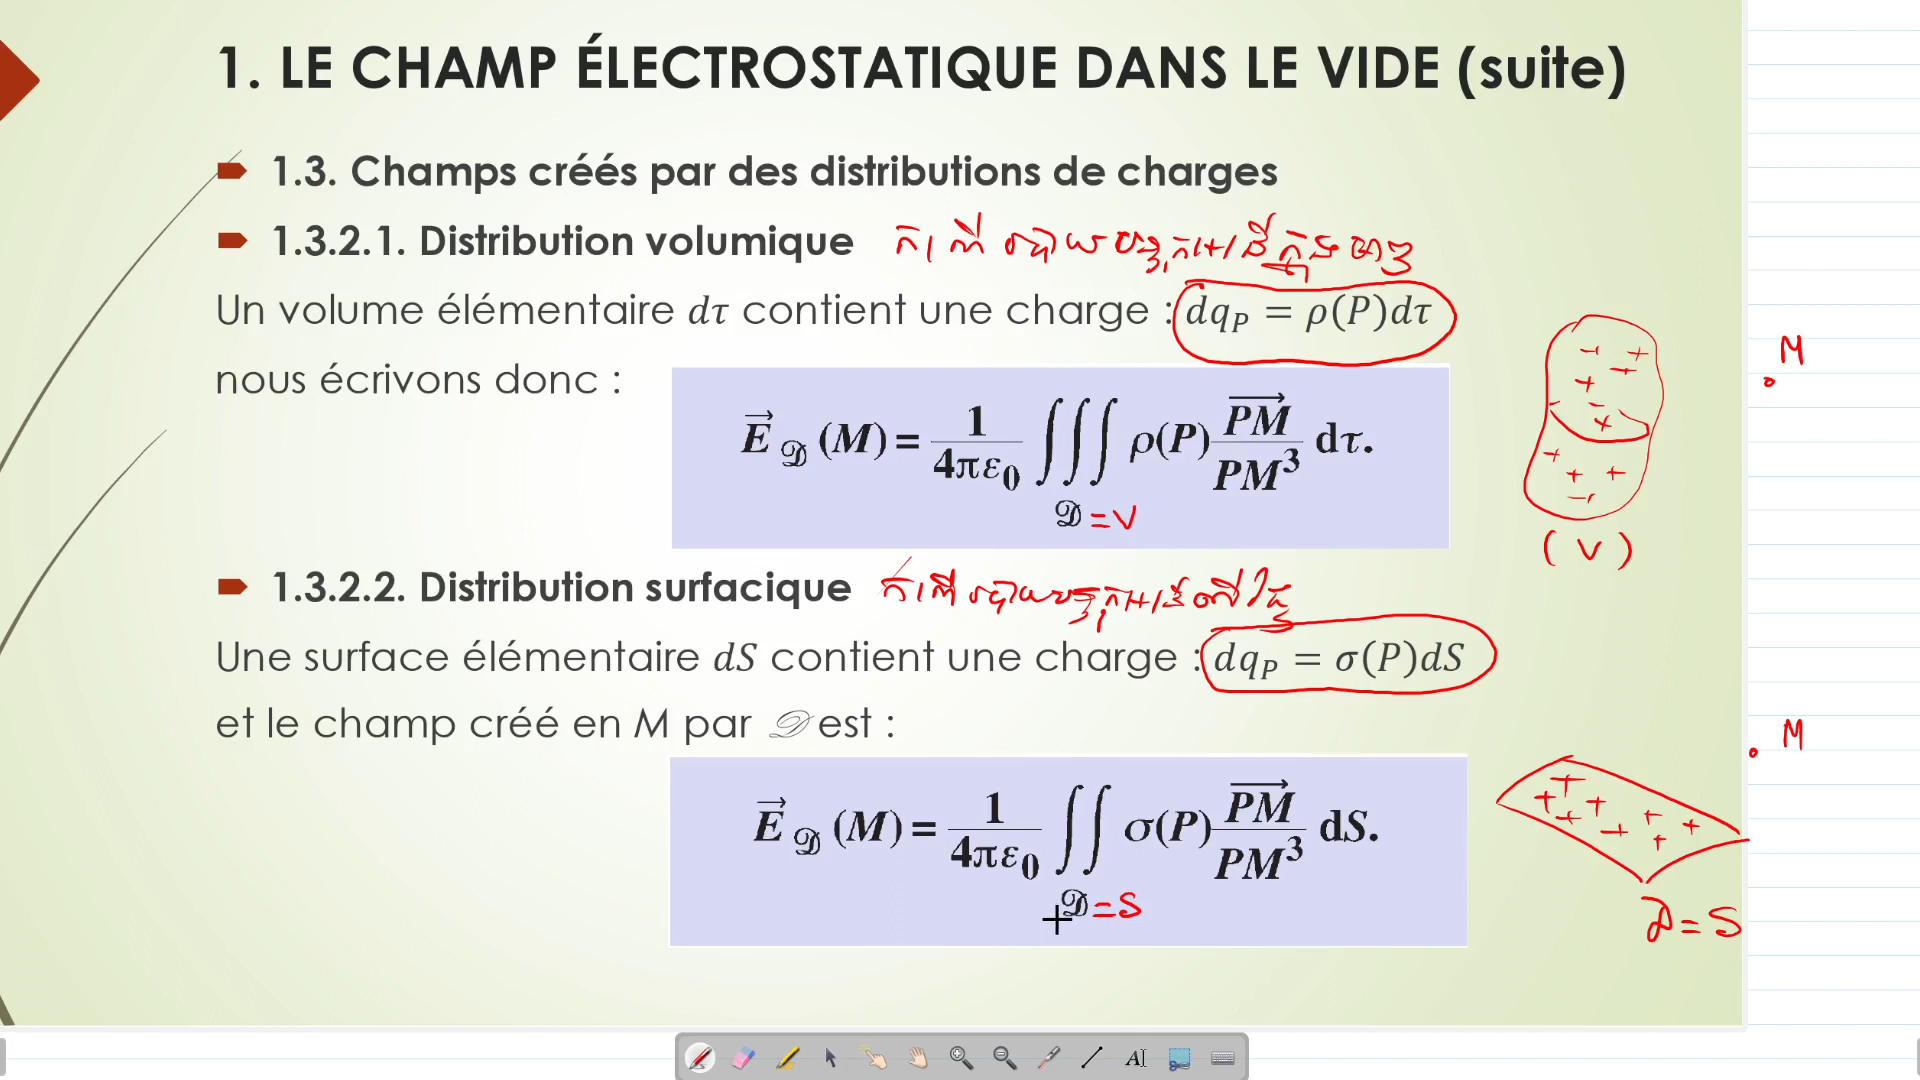 1. LE CHAMP ÉLECTROSTATIQUE DANS LE VIDE (suite)
1.3. Champs créés par des distributions de charges
1.3.2.1. Distribution volumique
Un volume élémentaire dτ contient une charge : dq_P = ρ(P)dτ
nous écrivons donc :
E⃗_𝒟 (M) = 1/(4πε₀) ∭ ρ(P) PM⃗/PM³ dτ.
𝒟 = V
M
(V)
1.3.2.2. Distribution surfacique
Une surface élémentaire dS contient une charge : dq_P = σ(P)dS
et le champ créé en M par 𝒟 est :
E⃗_𝒟 (M) = 1/(4πε₀) ∬ σ(P) PM⃗/PM³ dS.
𝒟 = S
M
𝒟 = S